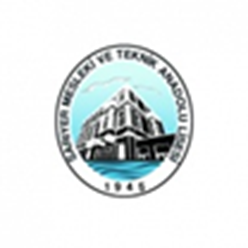 SARIYER MESLEKİ VE TEKNİK ANADOLU LİSESİ
1945